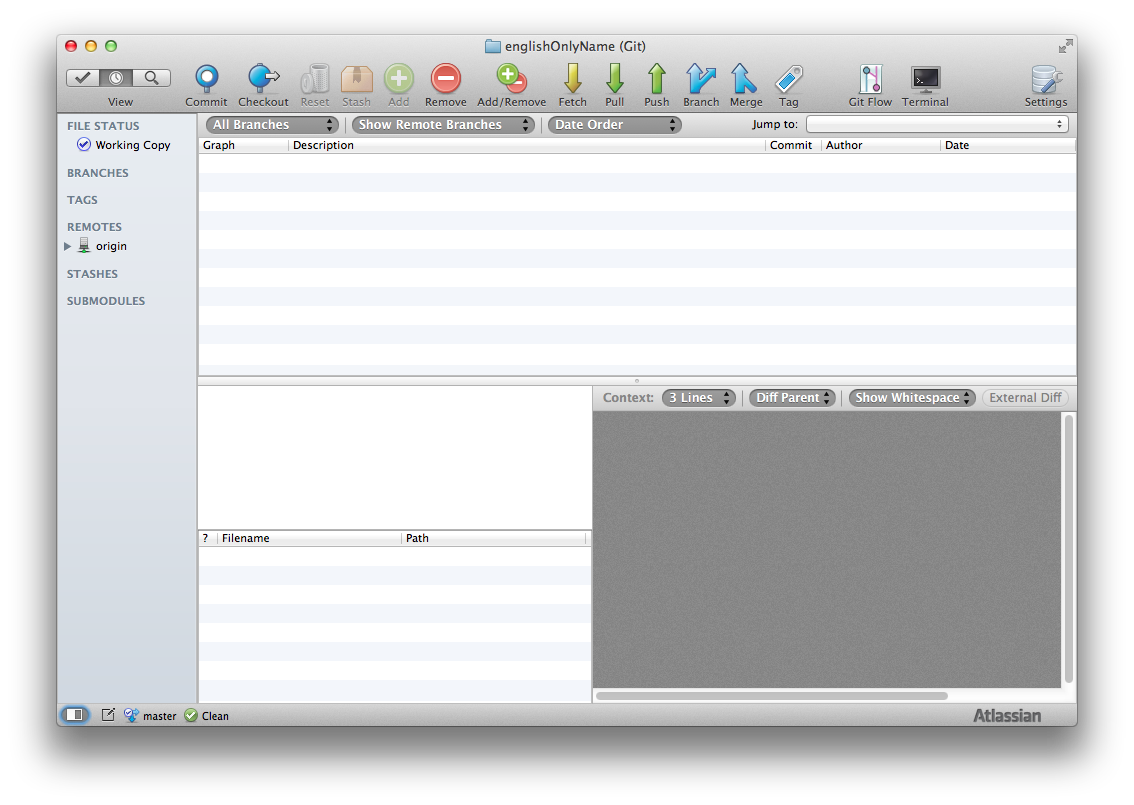 englishOnlyName (Git)
View Commit Checkout Reset Stash Add Remove Add/Remove Fetch Pull Push Branch Merge Tag Git Flow Terminal Settings
FILE STATUS
Working Copy
BRANCHES
TAGS
REMOTES
origin
STASHES
SUBMODULES
All Branches Show Remote Branches Date Order Jump to:
Graph Description Commit Author Date
Context: 3 Lines Diff Parent Show Whitespace External Diff
? Filename Path
master Clean Atlassian